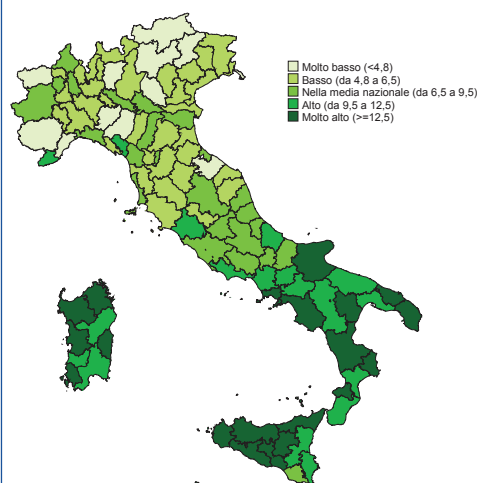 Molto basso (<4,8)
Basso (da 4,8 a 6,5)
Nella media nazionale (da 6,5 a 9,5)
Alto (da 9,5 a 12,5)
Molto alto (>=12,5)